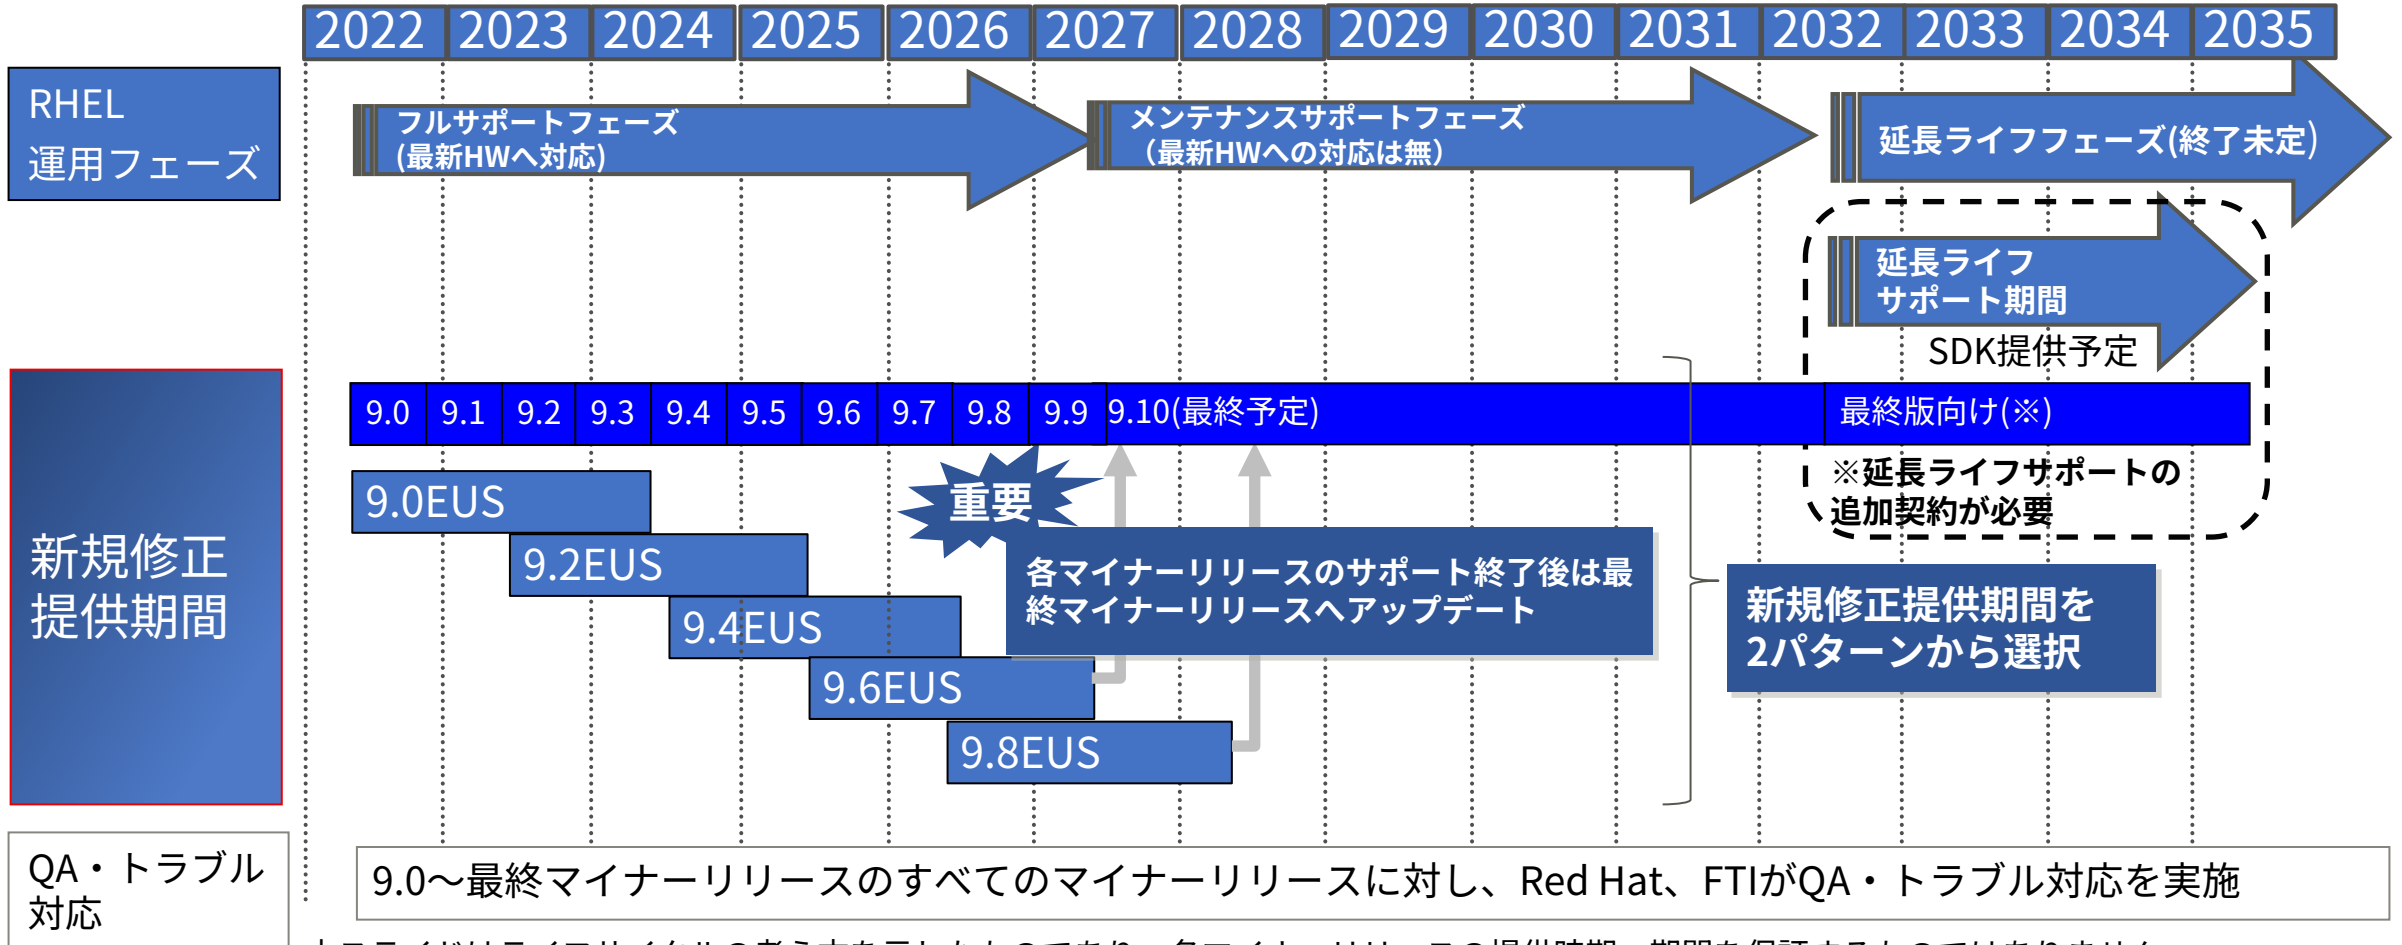 2022 2023 2024 2025 2026 2027 2028 2029 2030 2031 2032 2033 2034 2035
RHEL
運用フェーズ
フルサポートフェーズ
(最新HWへ対応)
メンテナンスサポートフェーズ
（最新HWへの対応は無）
延長ライフフェーズ(終了未定)
延長ライフ
サポート期間
SDK提供予定
新規修正
提供期間
9.0 9.1 9.2 9.3 9.4 9.5 9.6 9.7 9.8 9.9 9.10(最終予定) 最終版向け(※)
※延長ライフサポートの
追加契約が必要
9.0EUS
9.2EUS
9.4EUS
9.6EUS
9.8EUS
重要
各マイナーリリースのサポート終了後は最
終マイナーリリースへアップデート
新規修正提供期間を
2パターンから選択
QA・トラブル
対応
9.0～最終マイナーリリースのすべてのマイナーリリースに対し、Red Hat、FTIがQA・トラブル対応を実施